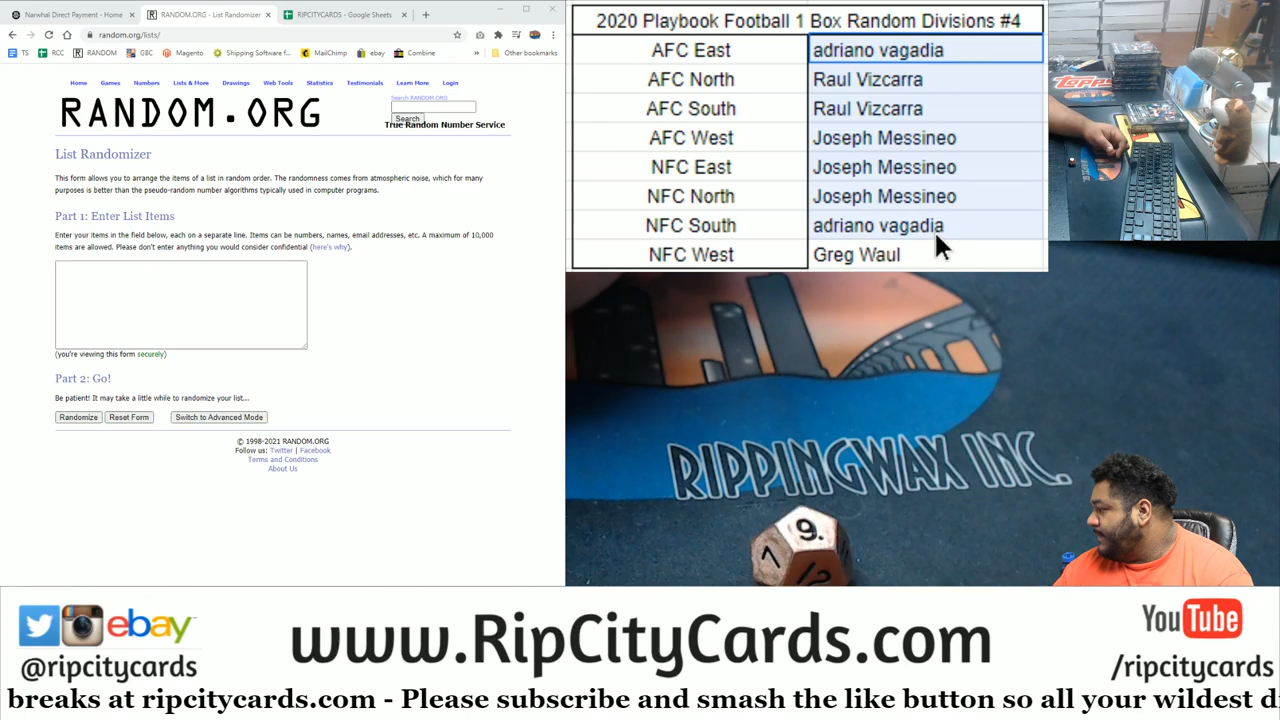 Narwhal Direct Payment - Home
RANDOM.ORG - List Randomizer
RIPCITYCARDS - Google Sheets
random.org/lists/
TS
RCC
RANDOM
GBC
Magento
Shipping Software -...
MailChimp
ebay
Combine
Other bookmarks
Home
Games
Numbers
Lists & More
Drawings
Web Tools
Statistics
Testimonials
Learn More
Login
RANDOM.ORG
Search RANDOM.ORG
Search
True Random Number Service
List Randomizer
This form allows you to arrange the items of a list in random order. The randomness comes from atmospheric noise, which for many
purposes is better than the pseudo-random number algorithms typically used in computer programs.
Part 1: Enter List Items
Enter your items in the field below, each on a separate line. Items can be numbers, names, email addresses, etc. A maximum of 10,000
items are allowed. Please don't enter anything you would consider confidential (here's why).
(you're viewing this form securely)
Part 2: Go!
Be patient! It may take a little while to randomize your list...
Randomize
Reset Form
Switch to Advanced Mode
© 1998-2021 RANDOM.ORG
Follow us: Twitter | Facebook
Terms and Conditions
About Us
2020 Playbook Football 1 Box Random Divisions #4
AFC East adriano vagadia
AFC North Raul Vizcarra
AFC South Raul Vizcarra
AFC West Joseph Messineo
NFC East Joseph Messineo
NFC North Joseph Messineo
NFC South adriano vagadia
NFC West Greg Waul
TOPPS
RIPPINGWAX INC.
9.
1
12
ebay
@ripcitycards
www.RipCityCards.com
YouTube
/ripcitycards
breaks at ripcitycards.com - Please subscribe and smash the like button so all your wildest d